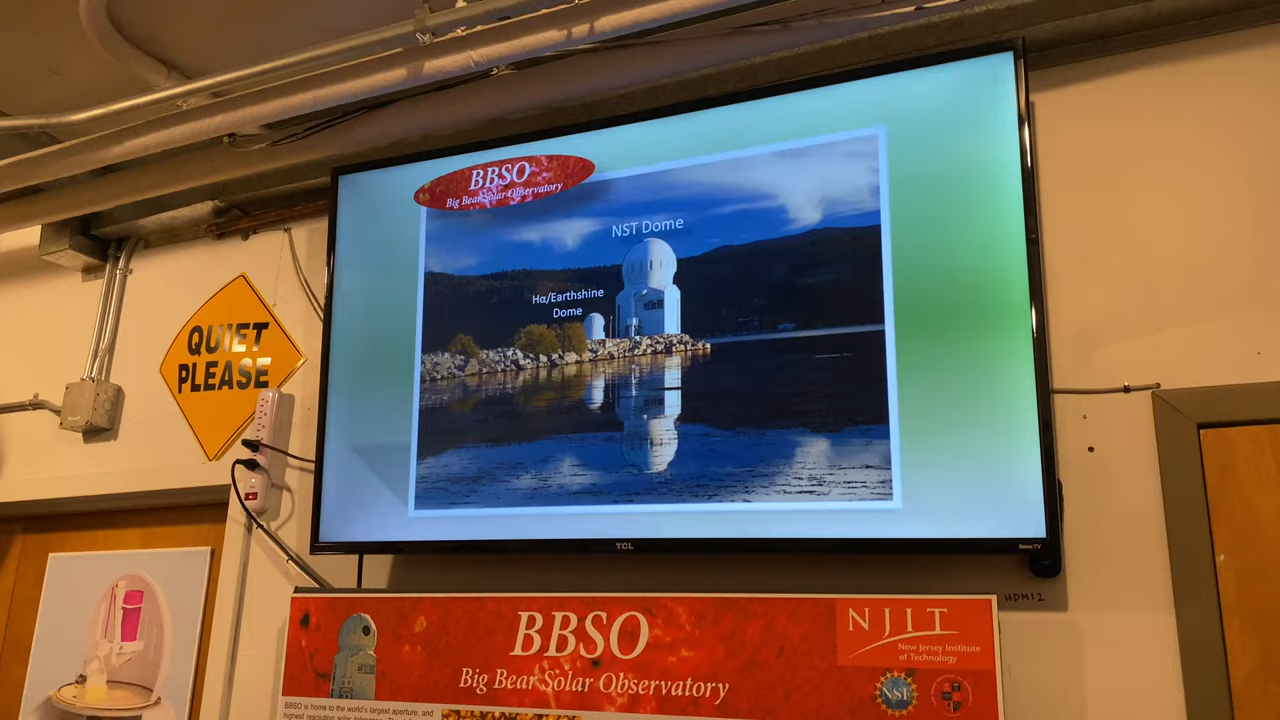 BBSO
Big Bear Solar Observatory
NST Dome
Hα/Earthshine
Dome
QUIET
PLEASE
TCL
Roku TV
HDMI2
BBSO
Big Bear Solar Observatory
NJIT
New Jersey Institute
of Technology
NSF
BBSO is home to the world's largest aperture, and
highest resolution solar telescope.